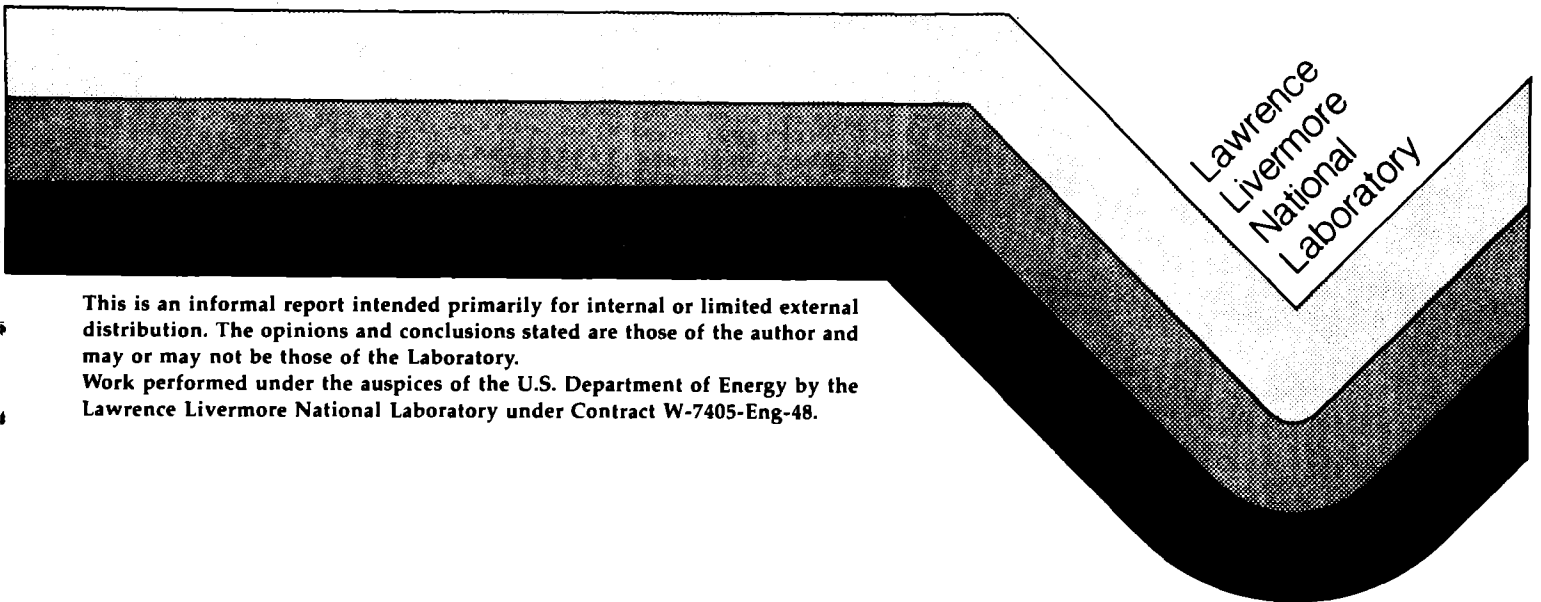 Lawrence
Livermore
National
Laboratory
This is an informal report intended primarily for internal or limited external
distribution. The opinions and conclusions stated are those of the author and
may or may not be those of the Laboratory.
Work performed under the auspices of the U.S. Department of Energy by the
Lawrence Livermore National Laboratory under Contract W-7405-Eng-48.